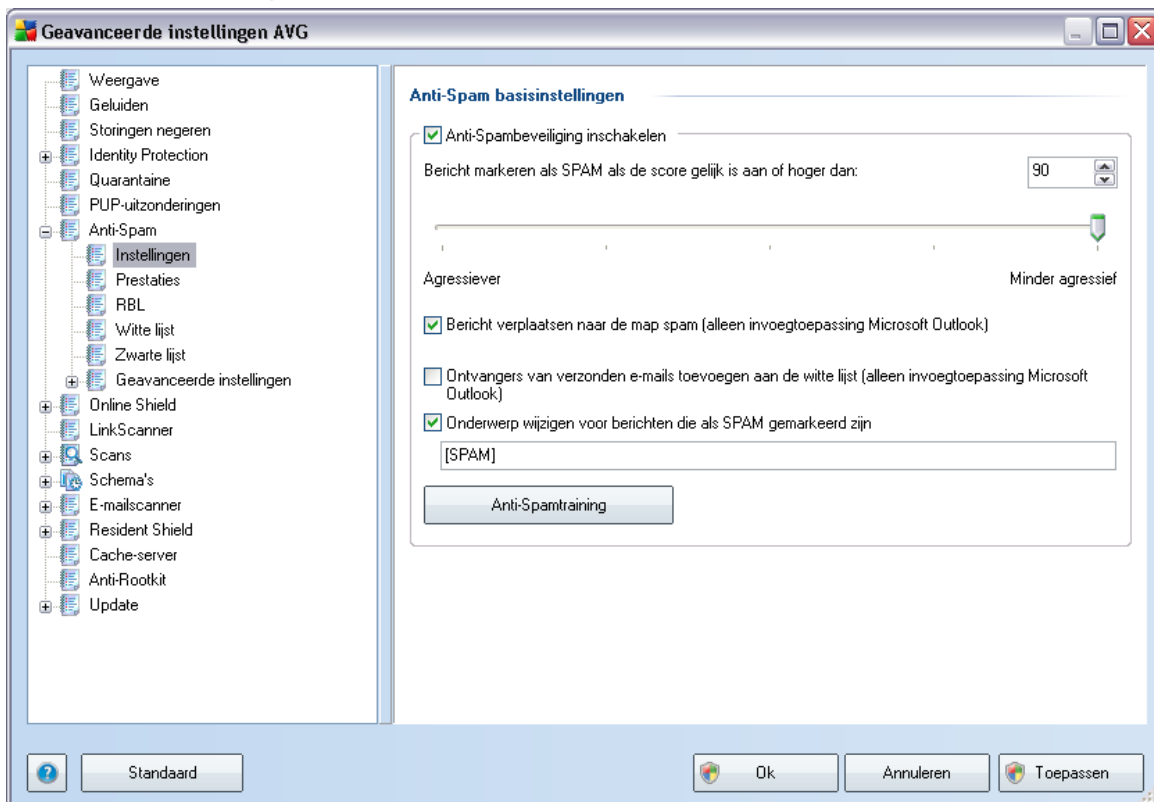 Geavanceerde instellingen AVG
Weergave
Geluiden
Storingen negeren
Identity Protection
Quarantaine
PUP-uitzonderingen
Anti-Spam
Instellingen
Prestaties
RBL
Witte lijst
Zwarte lijst
Geavanceerde instellingen
Online Shield
LinkScanner
Scans
Schema's
E-mailscanner
Resident Shield
Cache-server
Anti-Rootkit
Update
Anti-Spam basisinstellingen
Anti-Spambeveiliging inschakelen
Bericht markeren als SPAM als de score gelijk is aan of hoger dan: 90
Agressiever Minder agressief
Bericht verplaatsen naar de map spam (alleen invoegtoepassing Microsoft Outlook)
Ontvangers van verzonden e-mails toevoegen aan de witte lijst (alleen invoegtoepassing Microsoft
Outlook)
Onderwerp wijzigen voor berichten die als SPAM gemarkeerd zijn
[SPAM]
Anti-Spamtraining
Standaard Ok Annuleren Toepassen